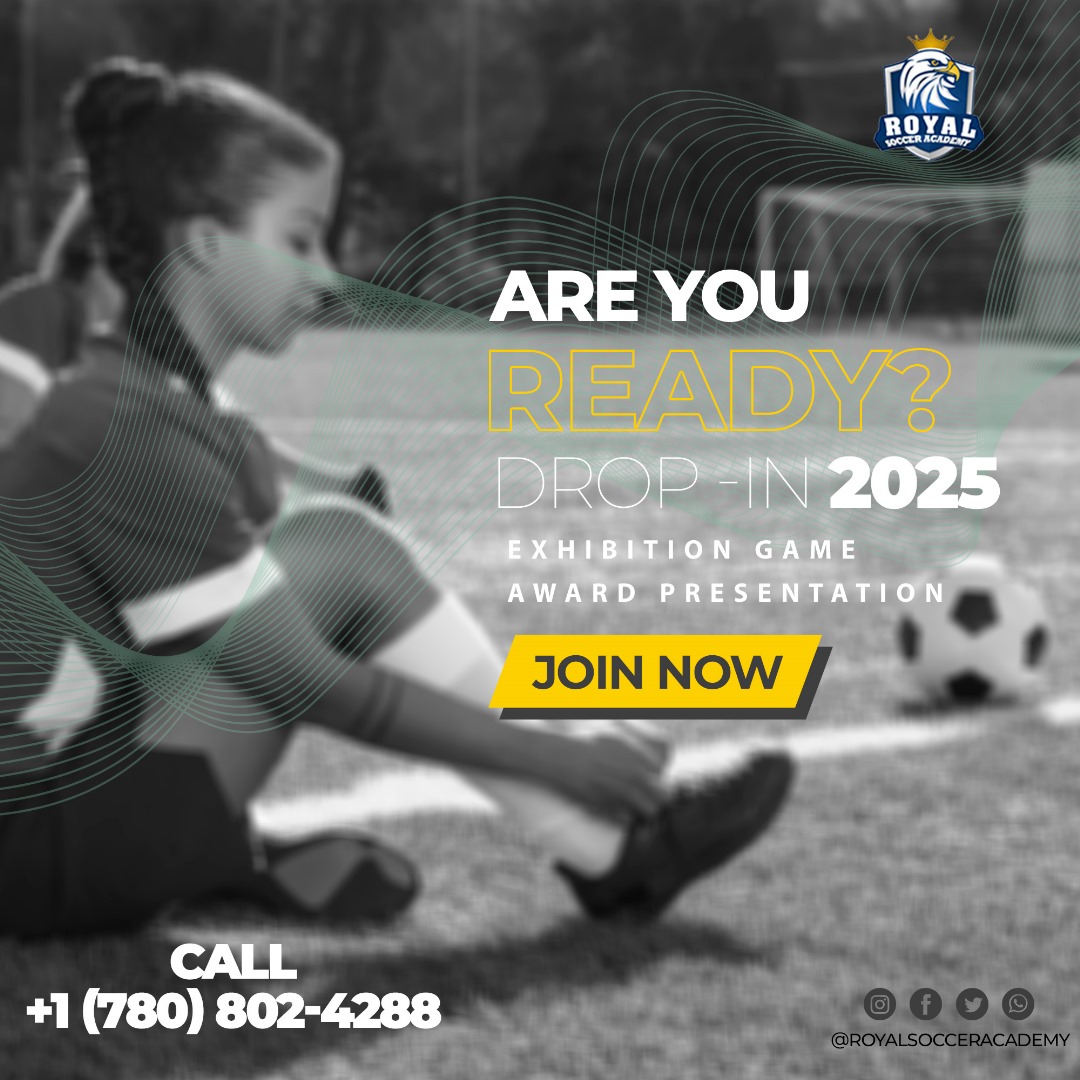 ROYAL
SOCCER ACADEMY
ARE YOU
READY?
DROP -IN 2025
EXHIBITION GAME
AWARD PRESENTATION
JOIN NOW
CALL
+1 (780) 802-4288
@ROYALSOCCERACADEMY